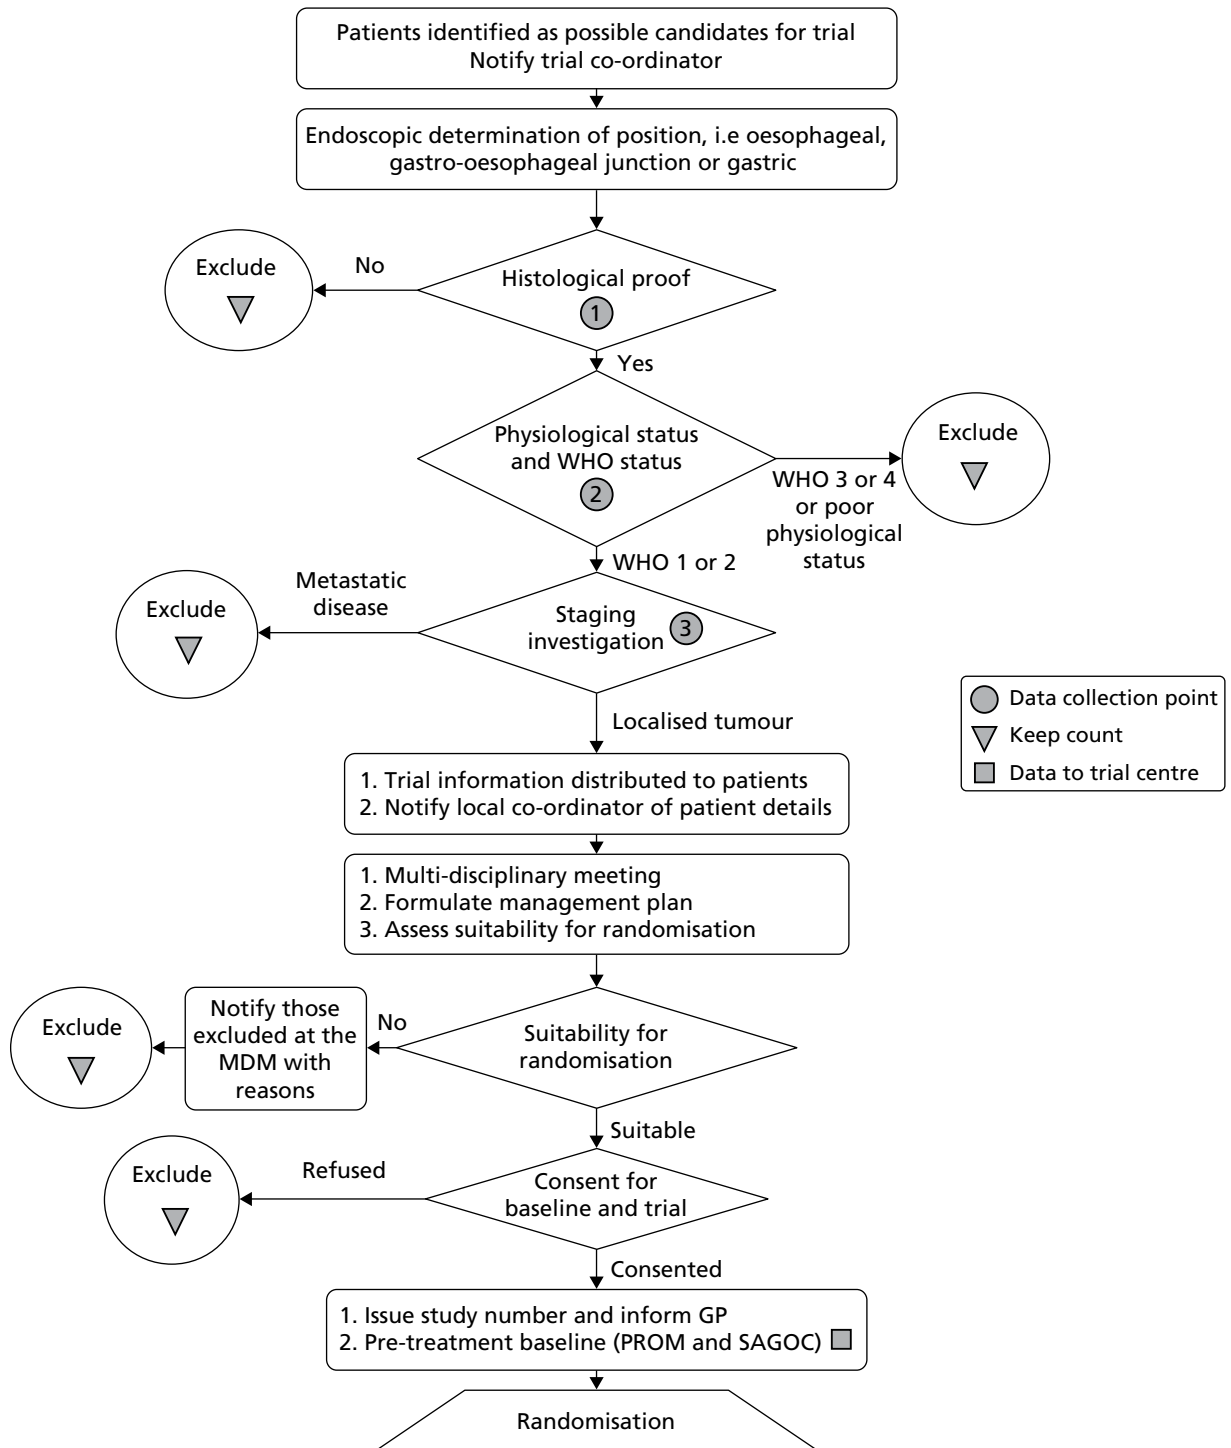 Patients identified as possible candidates for trial
Notify trial co-ordinator
Endoscopic determination of position, i.e oesophageal,
gastro-oesophageal junction or gastric
Exclude
No
Histological proof
1
Yes
Physiological status
and WHO status
2
Exclude
WHO 3 or 4
or poor
physiological
status
WHO 1 or 2
Metastatic
disease
Exclude
Staging
investigation
3
Localised tumour
Data collection point
Keep count
Data to trial centre
1. Trial information distributed to patients
2. Notify local co-ordinator of patient details
1. Multi-disciplinary meeting
2. Formulate management plan
3. Assess suitability for randomisation
Exclude
Notify those
excluded at the
MDM with
reasons
No
Suitability for
randomisation
Suitable
Exclude
Refused
Consent for
baseline and trial
Consented
1. Issue study number and inform GP
2. Pre-treatment baseline (PROM and SAGOC)
Randomisation